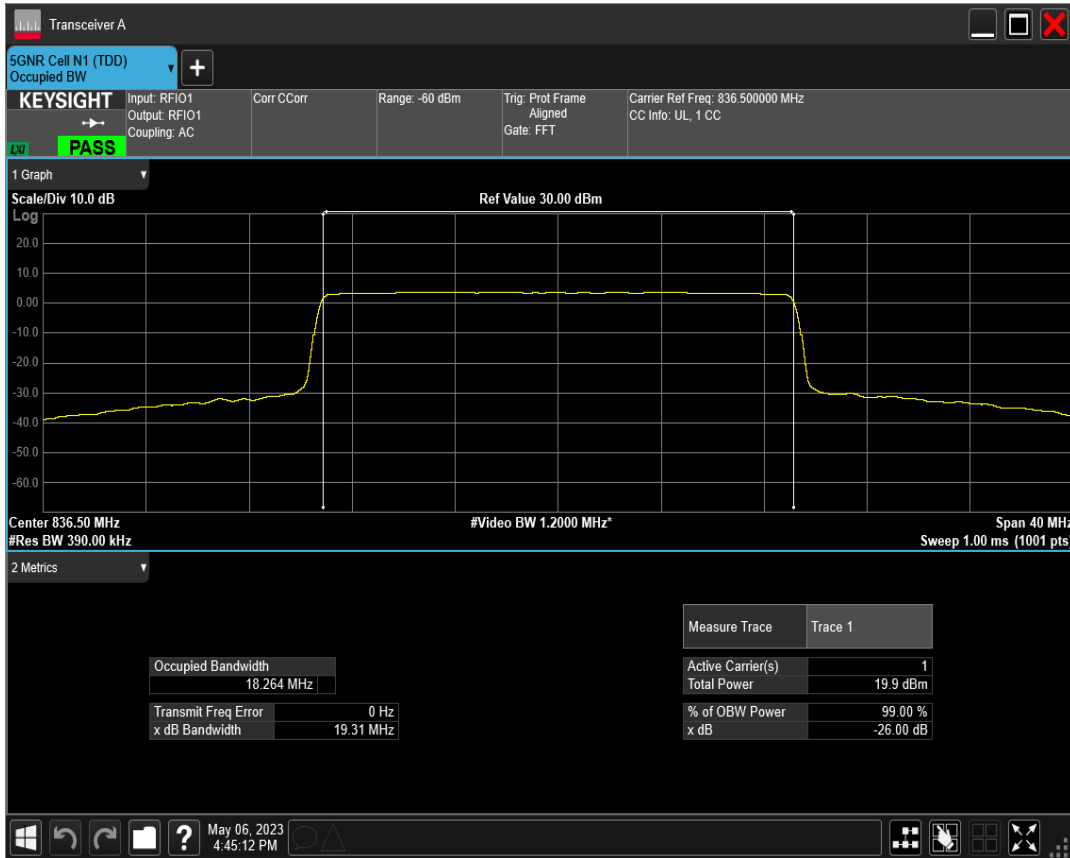 Transceiver A
5GNR Cell N1 (TDD)
Occupied BW
+
KEYSIGHT
LXI
PASS
Input: RFIO1
Output: RFIO1
Coupling: AC
Corr CCorr
Range: -60 dBm
Trig: Prot Frame
Aligned
Gate: FFT
Carrier Ref Freq: 836.500000 MHz
CC Info: UL, 1 CC
1 Graph
Scale/Div 10.0 dB
Ref Value 30.00 dBm
Log
20.0
10.0
0.00
-10.0
-20.0
-30.0
-40.0
-50.0
-60.0
Center 836.50 MHz
#Video BW 1.2000 MHz*
Span 40 MHz
#Res BW 390.00 kHz
Sweep 1.00 ms (1001 pts)
2 Metrics
Measure Trace Trace 1
Occupied Bandwidth
18.264 MHz
Active Carrier(s) 1
Total Power 19.9 dBm
Transmit Freq Error 0 Hz
x dB Bandwidth 19.31 MHz
% of OBW Power 99.00 %
x dB -26.00 dB
?
May 06, 2023
4:45:12 PM